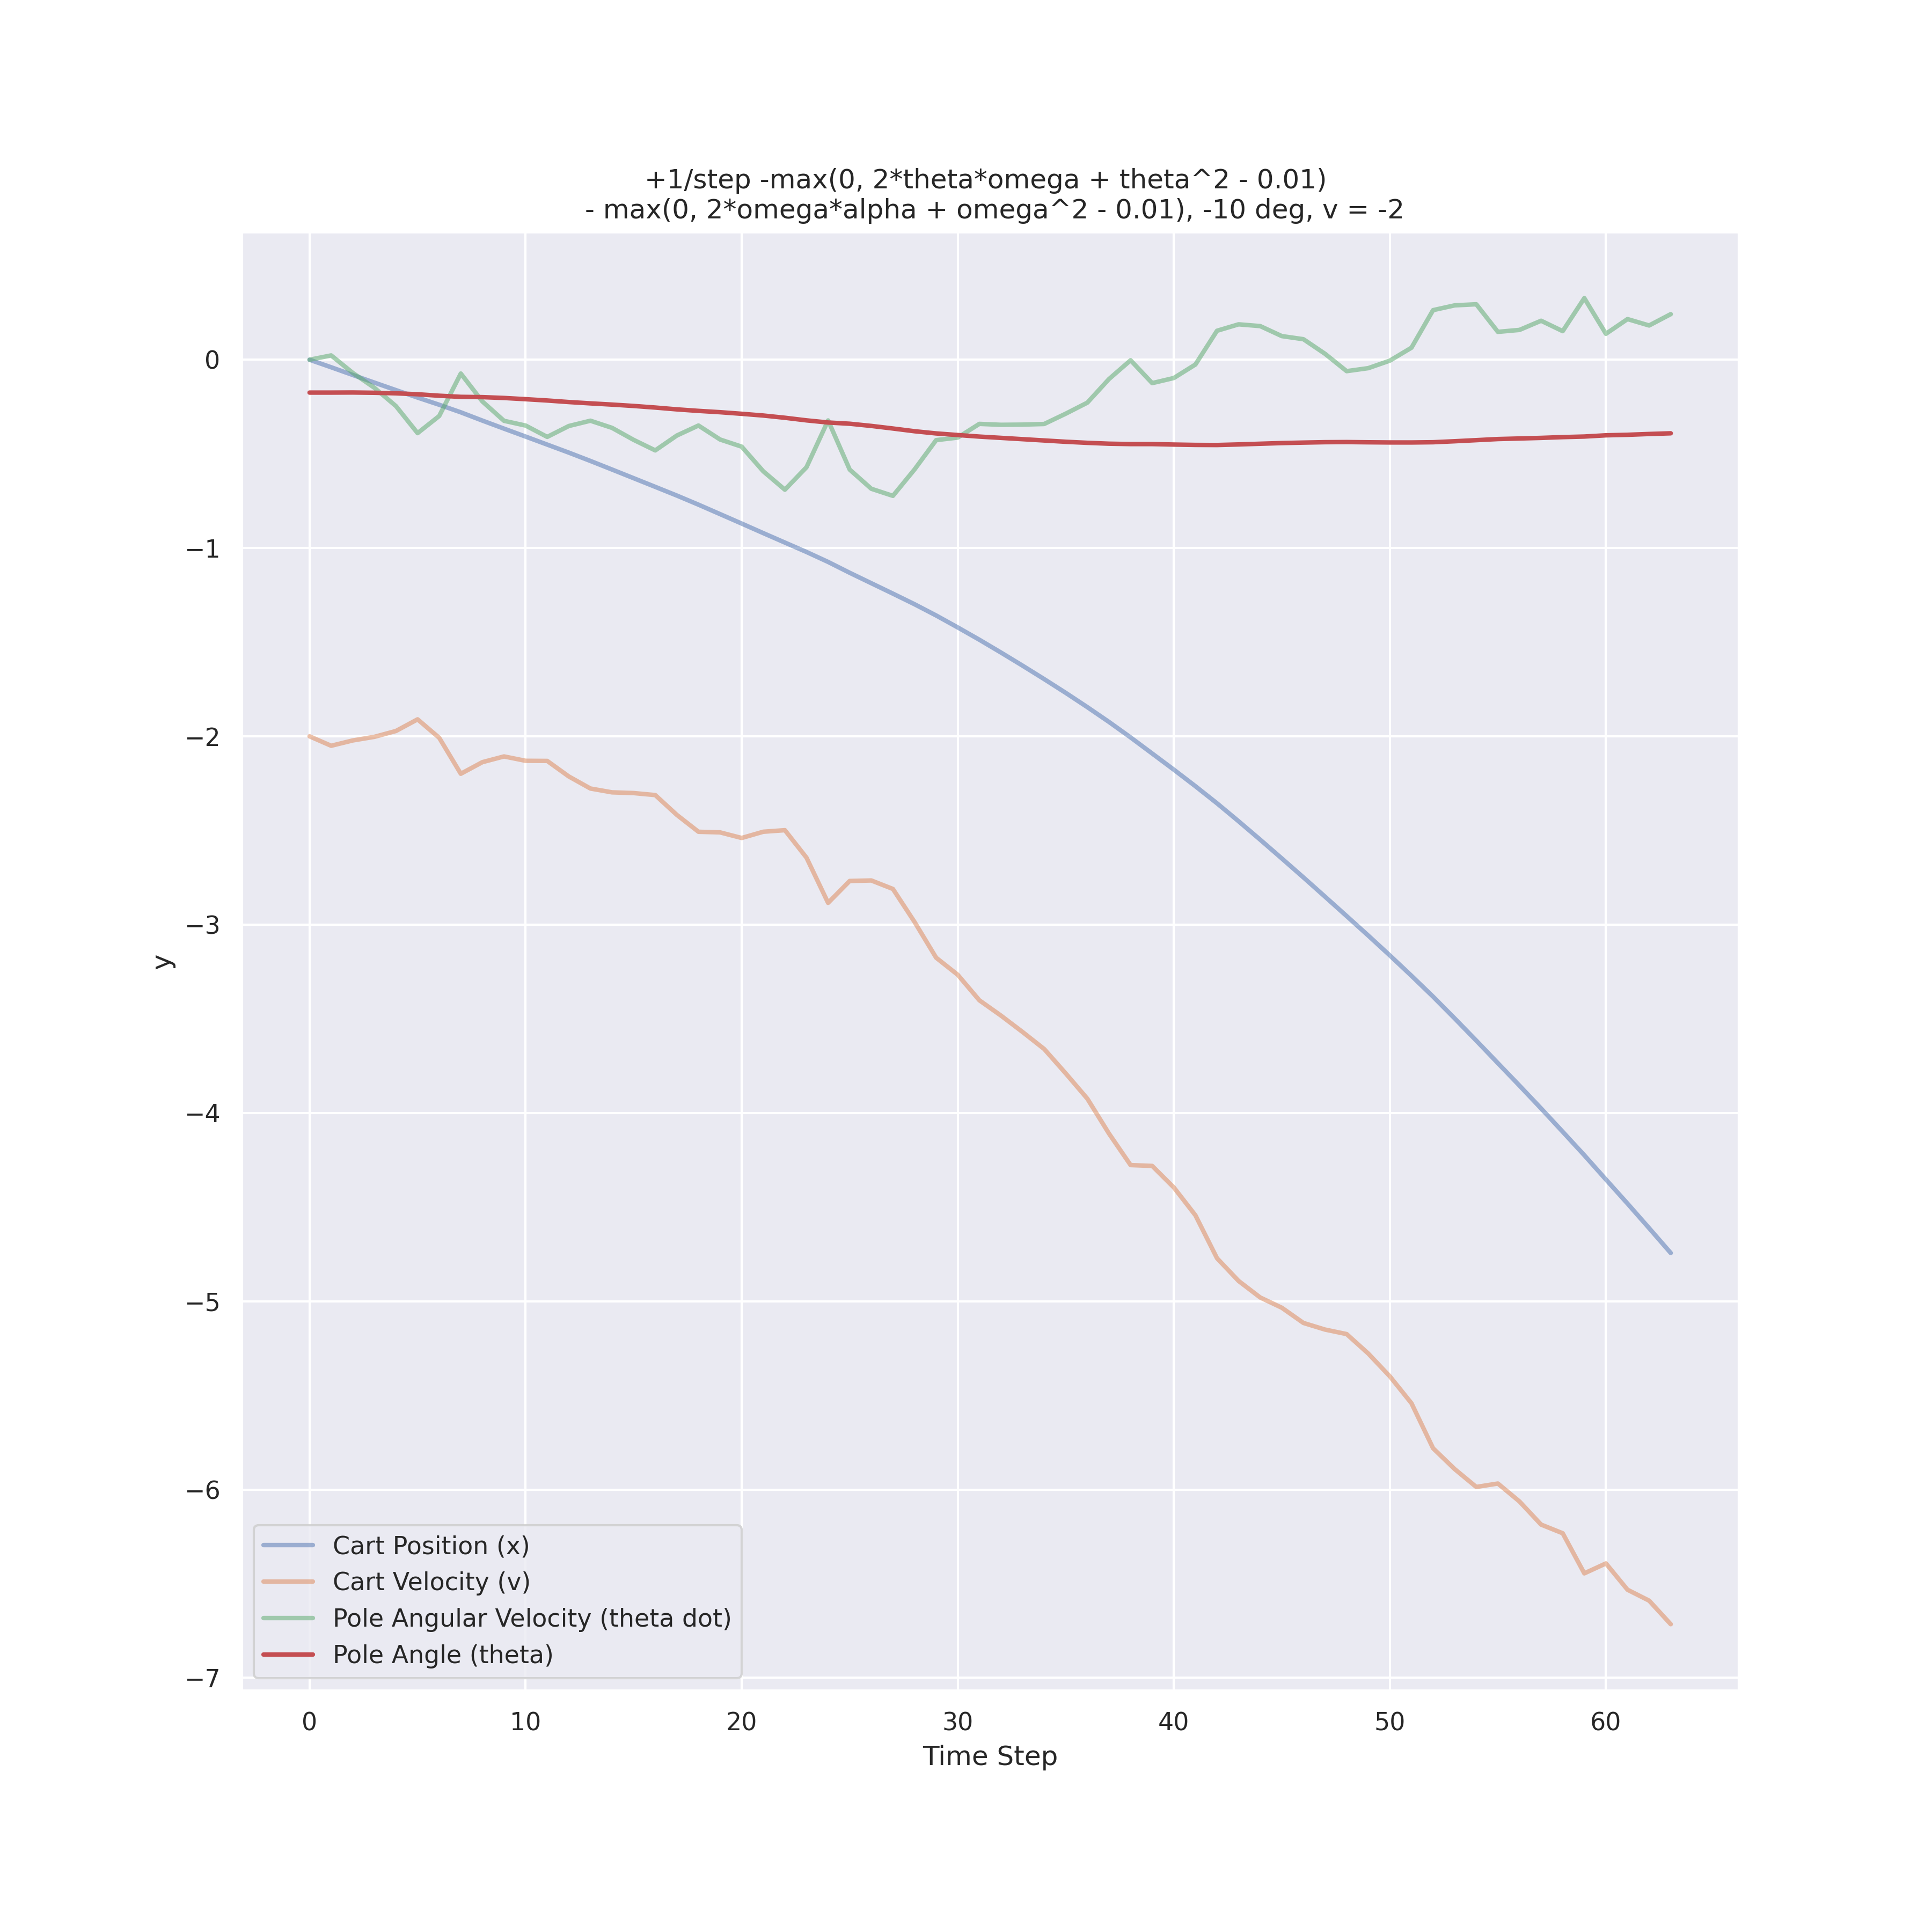 +1/step -max(0, 2*theta*omega + theta^2 - 0.01)
- max(0, 2*omega*alpha + omega^2 - 0.01), -10 deg, v = -2
0
−1
−2
−3
−4
−5
−6
−7
y
Cart Position (x)
Cart Velocity (v)
Pole Angular Velocity (theta dot)
Pole Angle (theta)
0 10 20 30 40 50 60
Time Step